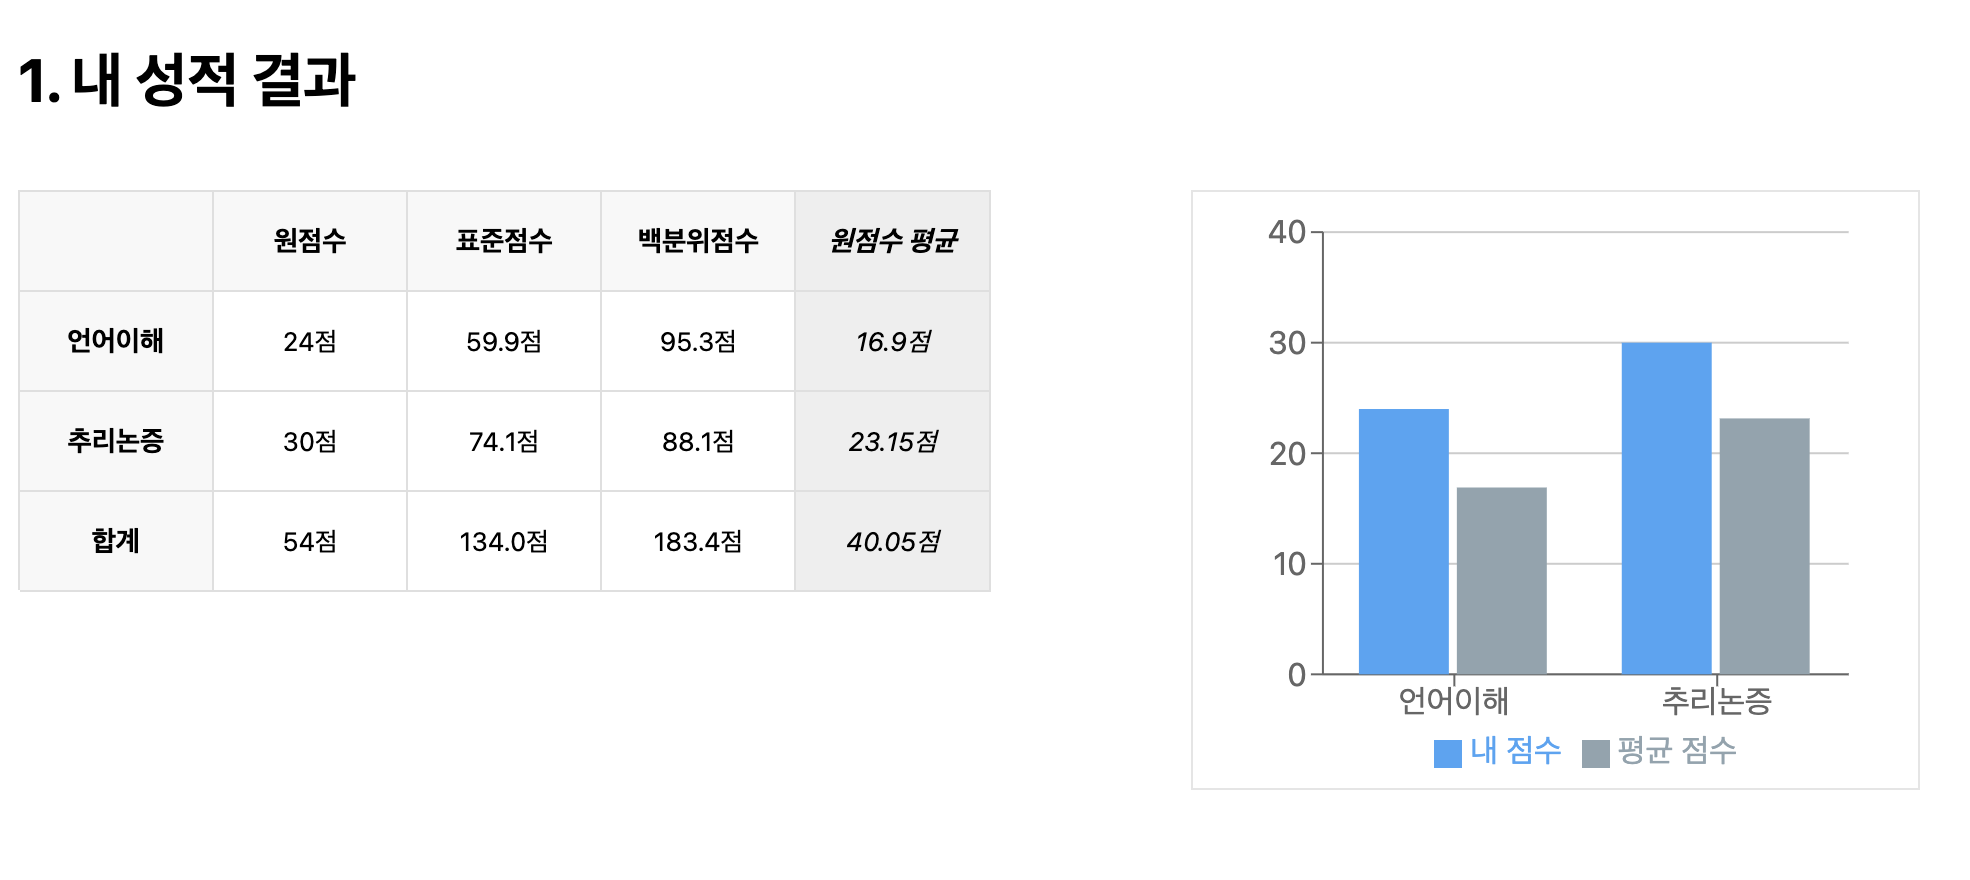 1. 내 성적 결과
원점수 표준점수 백분위점수 원점수 평균
언어이해 24점 59.9점 95.3점 16.9점
추리논증 30점 74.1점 88.1점 23.15점
합계 54점 134.0점 183.4점 40.05점
40
30
20
10
0
언어이해 추리논증
내 점수 평균 점수